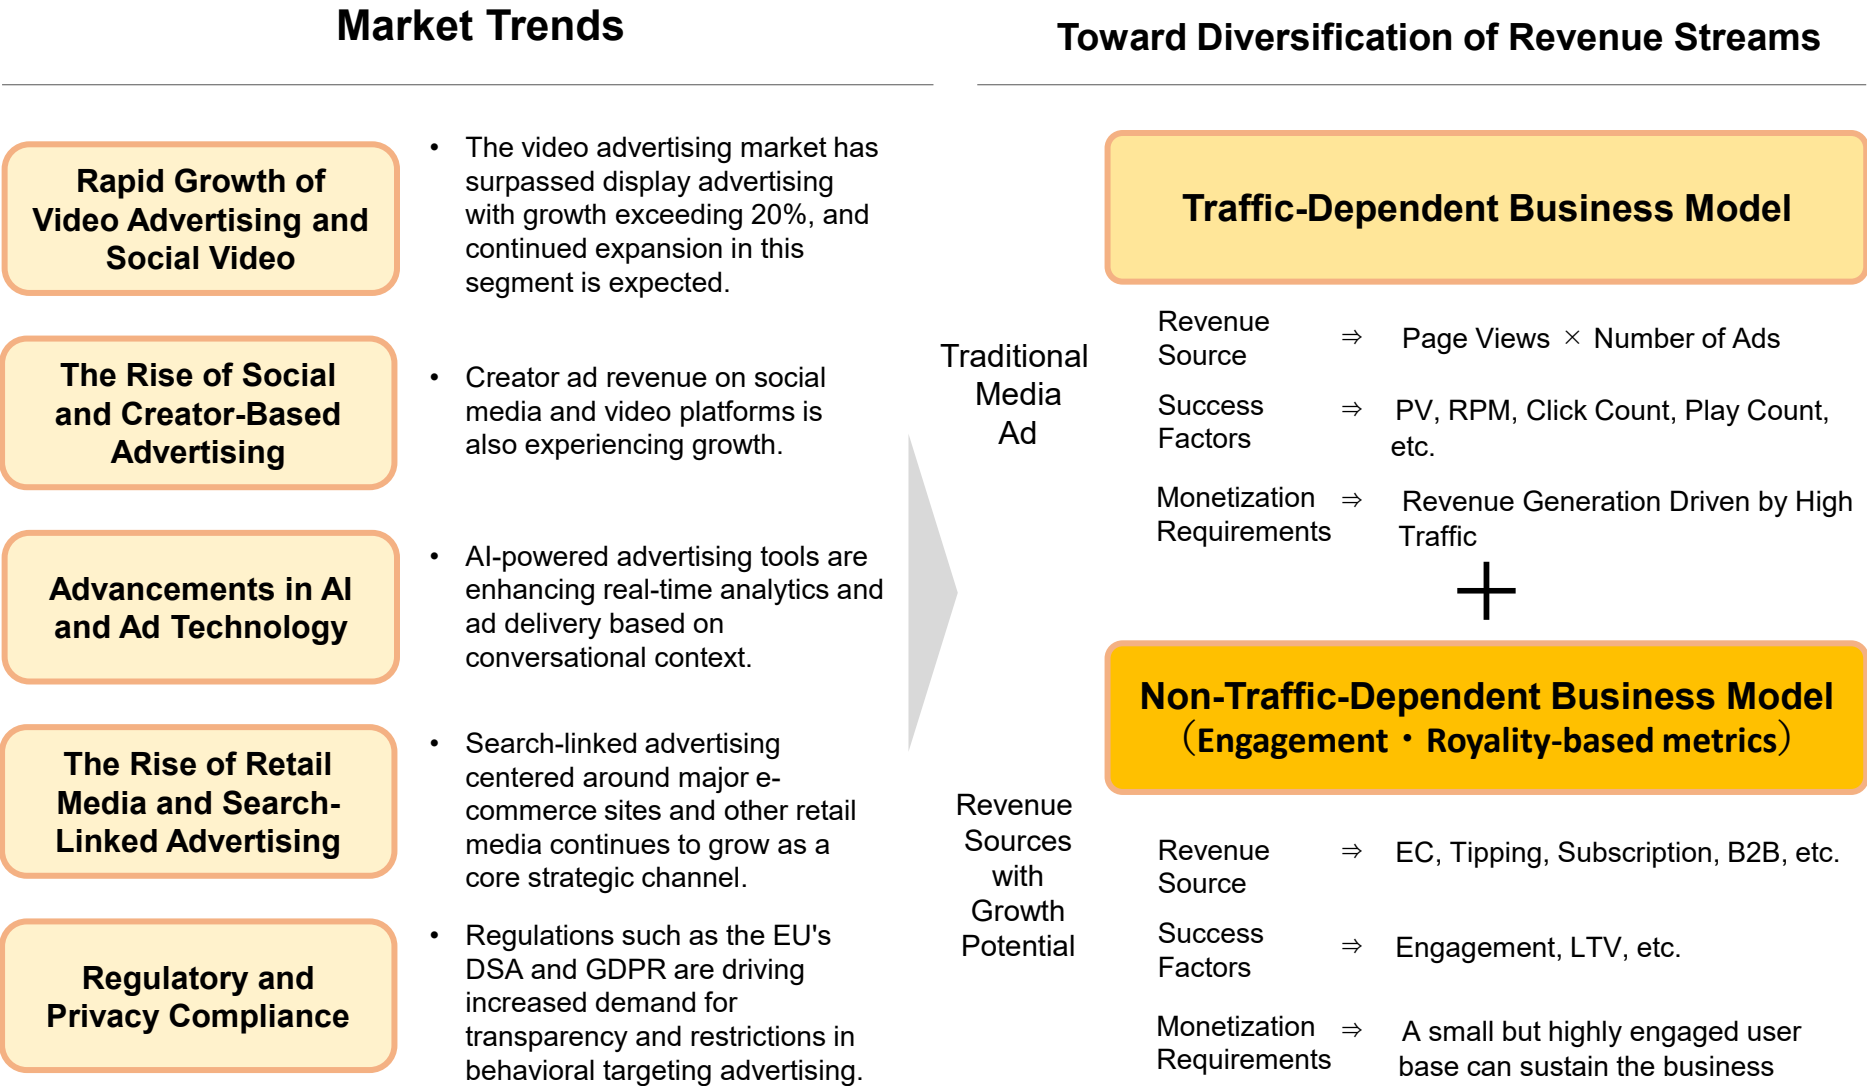 Market Trends
Rapid Growth of
Video Advertising and
Social Video
• The video advertising market has
surpassed display advertising
with growth exceeding 20%, and
continued expansion in this
segment is expected.
The Rise of Social
and Creator-Based
Advertising
• Creator ad revenue on social
media and video platforms is
also experiencing growth.
Advancements in AI
and Ad Technology
• AI-powered advertising tools are
enhancing real-time analytics and
ad delivery based on
conversational context.
The Rise of Retail
Media and Search-
Linked Advertising
• Search-linked advertising
centered around major e-
commerce sites and other retail
media continues to grow as a
core strategic channel.
Regulatory and
Privacy Compliance
• Regulations such as the EU's
DSA and GDPR are driving
increased demand for
transparency and restrictions in
behavioral targeting advertising.
Toward Diversification of Revenue Streams
Traditional
Media
Ad
Traffic-Dependent Business Model
Revenue
Source
⇒ Page Views × Number of Ads
Success
Factors
⇒ PV, RPM, Click Count, Play Count,
etc.
Monetization
Requirements
⇒ Revenue Generation Driven by High
Traffic
+
Revenue
Sources
with
Growth
Potential
Non-Traffic-Dependent Business Model
（Engagement・Royality-based metrics）
Revenue
Source
⇒ EC, Tipping, Subscription, B2B, etc.
Success
Factors
⇒ Engagement, LTV, etc.
Monetization
Requirements
⇒ A small but highly engaged user
base can sustain the business